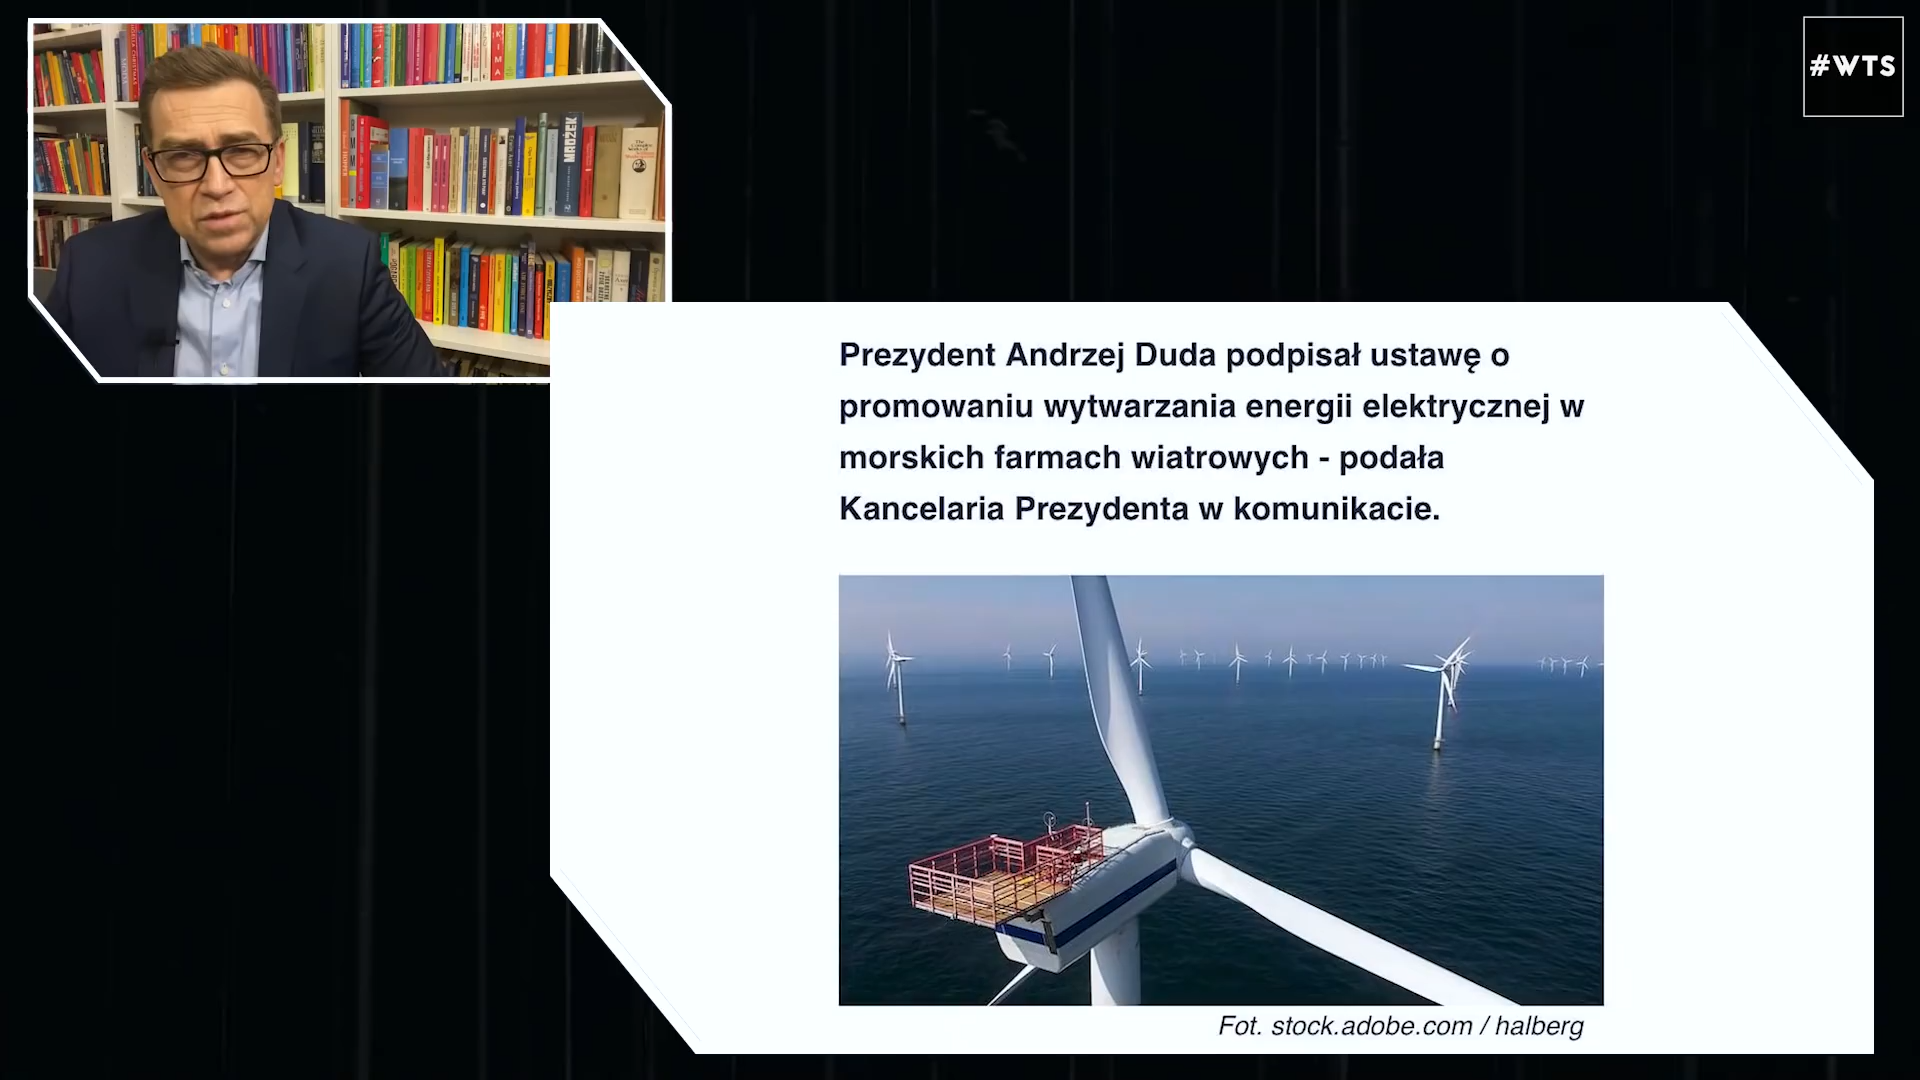 #WTS
MROŻEK
Prezydent Andrzej Duda podpisał ustawę o
promowaniu wytwarzania energii elektrycznej w
morskich farmach wiatrowych - podała
Kancelaria Prezydenta w komunikacie.
Fot. stock.adobe.com / halberg